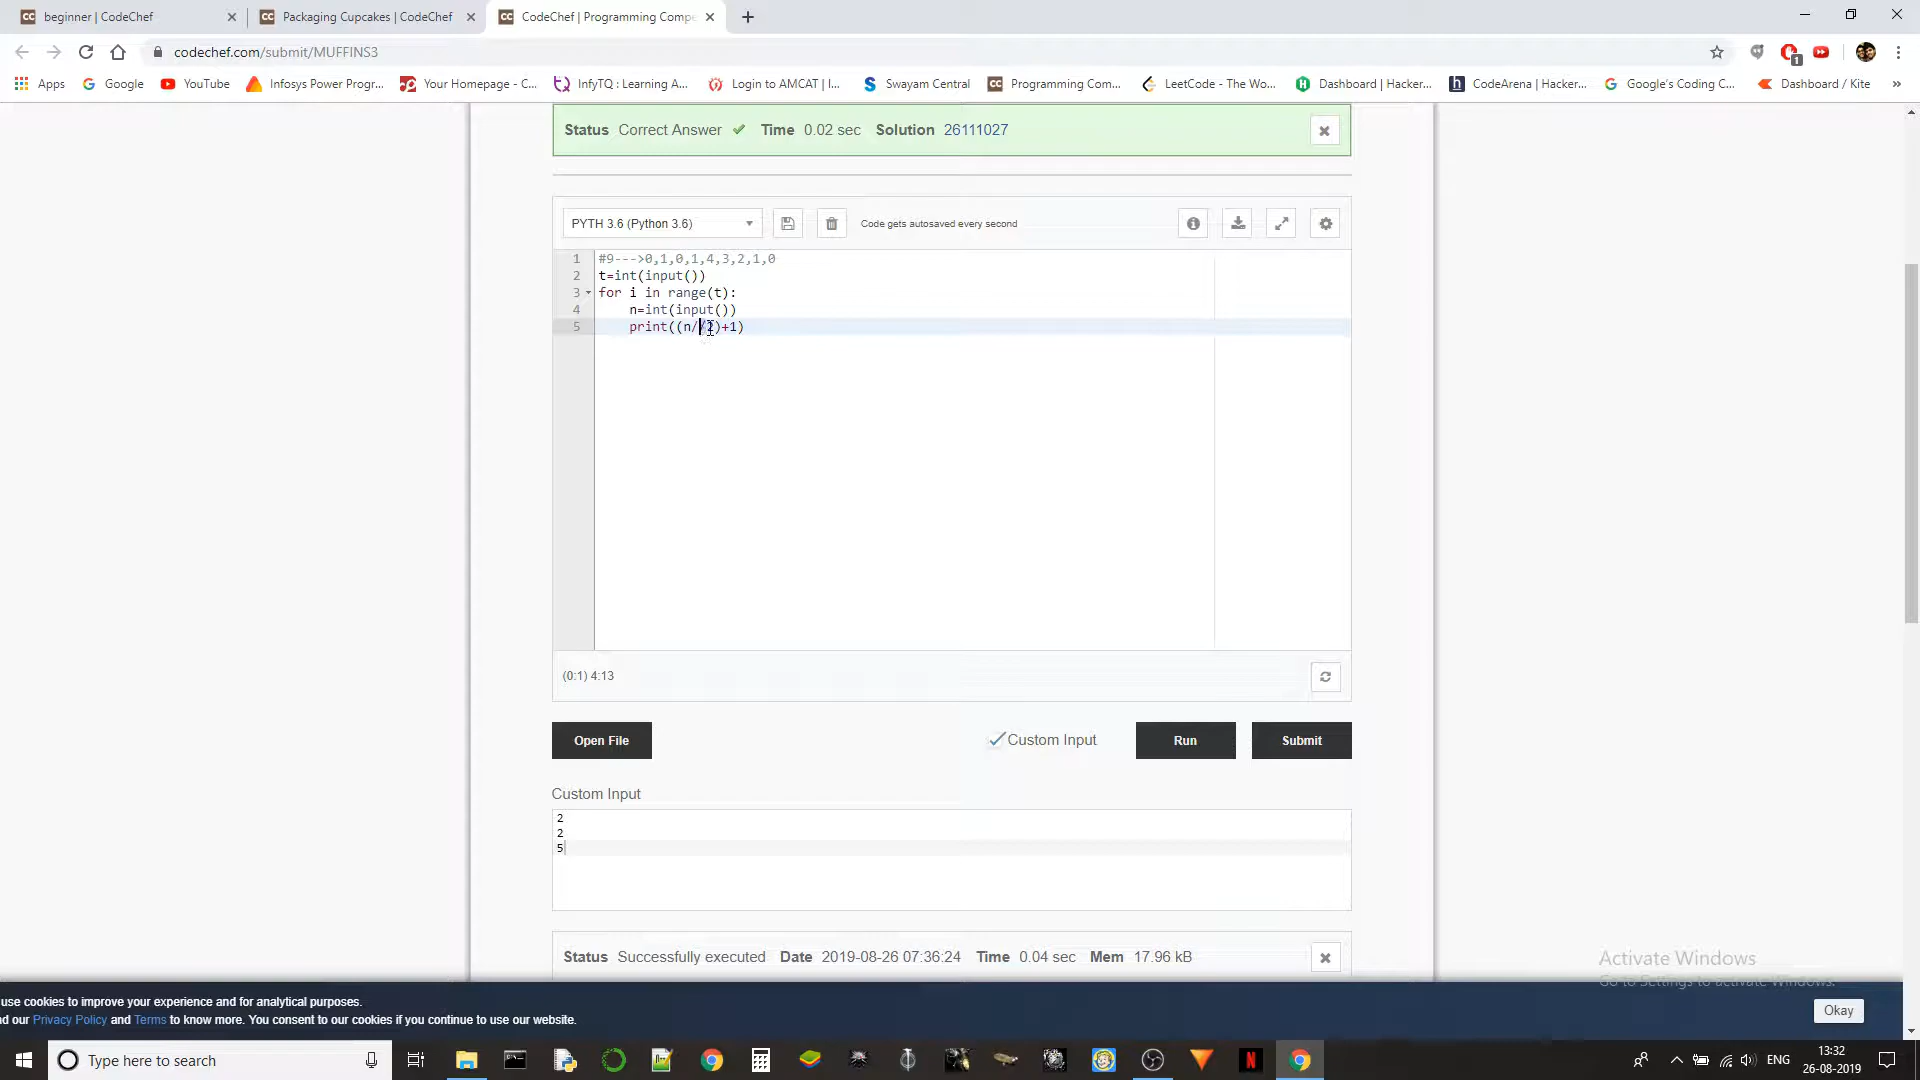 beginner | CodeChef
Packaging Cupcakes | CodeChef
CodeChef | Programming Compe
codechef.com/submit/MUFFINS3
Apps
Google
YouTube
Infosys Power Progr...
Your Homepage - C...
InfyTQ : Learning A...
Login to AMCAT | I...
Swayam Central
Programming Com...
LeetCode - The Wo...
Dashboard | Hacker...
CodeArena | Hacker...
Google's Coding C...
Dashboard / Kite
»
Status Correct Answer ✔ Time 0.02 sec Solution 26111027
PYTH 3.6 (Python 3.6)
Code gets autosaved every second
1 #9--->0,1,0,1,4,3,2,1,0
2 t=int(input())
3 for i in range(t):
4 n=int(input())
5 print((n//2)+1)
(0:1) 4:13
Open File
Custom Input
Run
Submit
Custom Input
2
2
5
Status Successfully executed Date 2019-08-26 07:36:24 Time 0.04 sec Mem 17.96 kB
Activate Windows
Go to Settings to activate Windows.
use cookies to improve your experience and for analytical purposes.
d our Privacy Policy and Terms to know more. You consent to our cookies if you continue to use our website.
Okay
Type here to search
ENG
13:32
26-08-2019